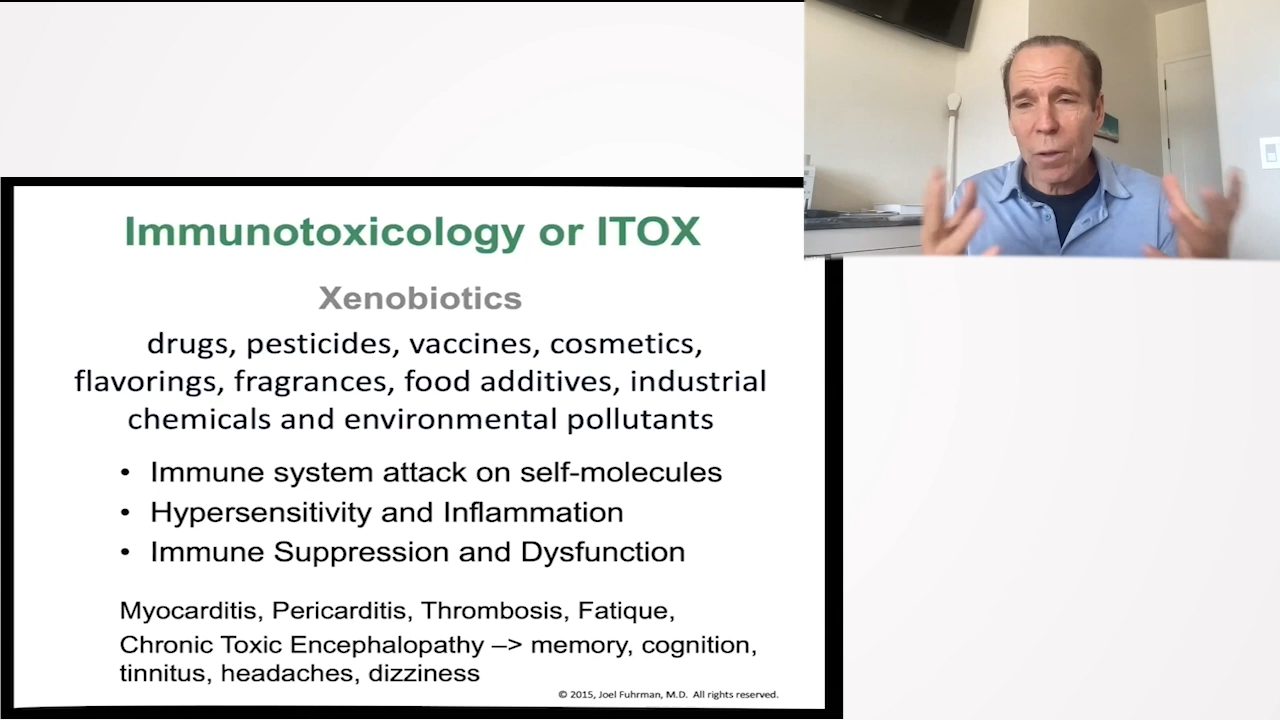 Immunotoxicology or ITOX
Xenobiotics
drugs, pesticides, vaccines, cosmetics,
flavorings, fragrances, food additives, industrial
chemicals and environmental pollutants
• Immune system attack on self-molecules
• Hypersensitivity and Inflammation
• Immune Suppression and Dysfunction
Myocarditis, Pericarditis, Thrombosis, Fatique,
Chronic Toxic Encephalopathy –> memory, cognition,
tinnitus, headaches, dizziness
© 2015, Joel Fuhrman, M.D. All rights reserved.